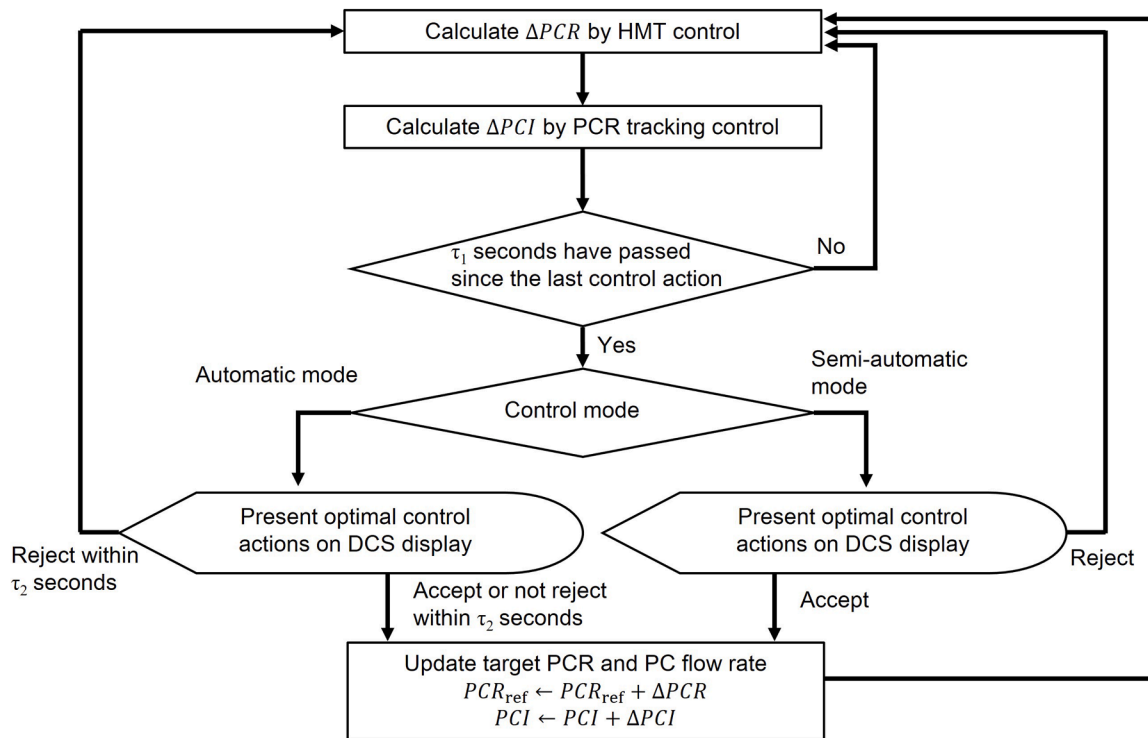 Calculate Δ𝑃𝐶𝑅 by HMT control
Calculate Δ𝑃𝐶𝐼 by PCR tracking control
τ₁ seconds have passed
since the last control action
No
Yes
Automatic mode
Semi-automatic
mode
Control mode
Present optimal control
actions on DCS display
Present optimal control
actions on DCS display
Reject within
τ₂ seconds
Reject
Accept or not reject
within τ₂ seconds
Accept
Update target PCR and PC flow rate
𝑃𝐶𝑅ref ← 𝑃𝐶𝑅ref + Δ𝑃𝐶𝑅
𝑃𝐶𝐼 ← 𝑃𝐶𝐼 + Δ𝑃𝐶𝐼